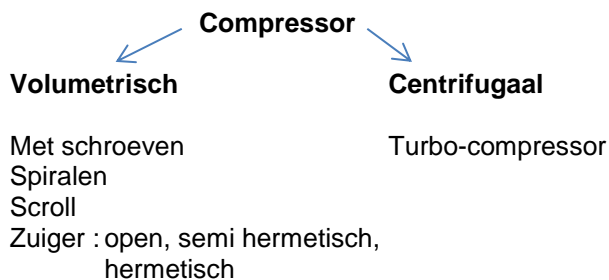 Compressor
Volumetrisch
Met schroeven
Spiralen
Scroll
Zuiger : open, semi hermetisch,
hermetisch
Centrifugaal
Turbo-compressor